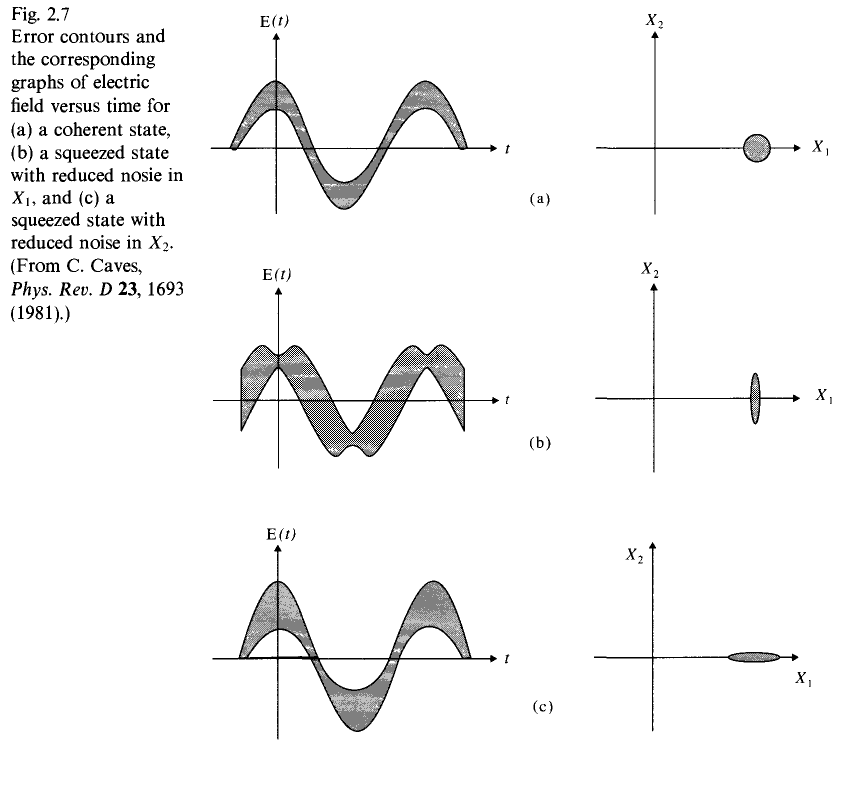 Fig. 2.7
Error contours and
the corresponding
graphs of electric
field versus time for
(a) a coherent state,
(b) a squeezed state
with reduced nosie in
X₁, and (c) a
squeezed state with
reduced noise in X₂.
(From C. Caves,
Phys. Rev. D 23, 1693
(1981).)
E(t)
t
X₂
X₁
(a)
E(t)
t
X₂
X₁
(b)
E(t)
t
X₂
X₁
(c)